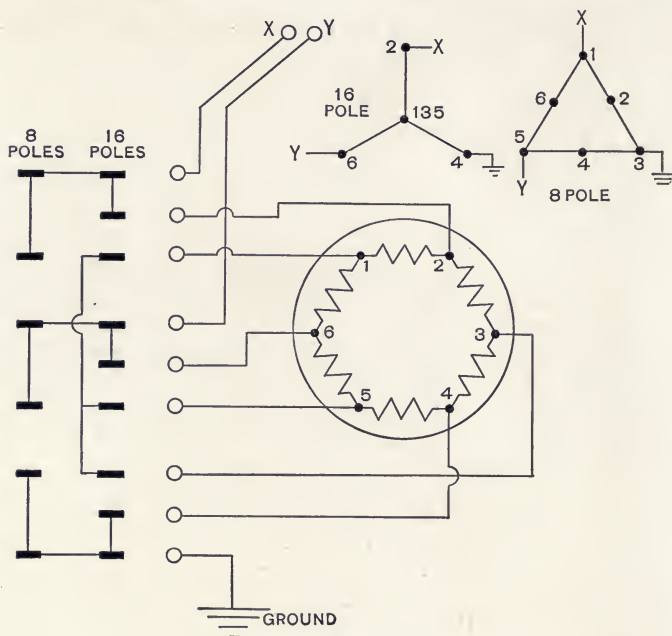 X Y
2 X
16
POLE
135
Y 6 4
X
1
6 2
5 4 3
Y
8 POLE
8
POLES
16
POLES
1 2
6 3
5 4
GROUND